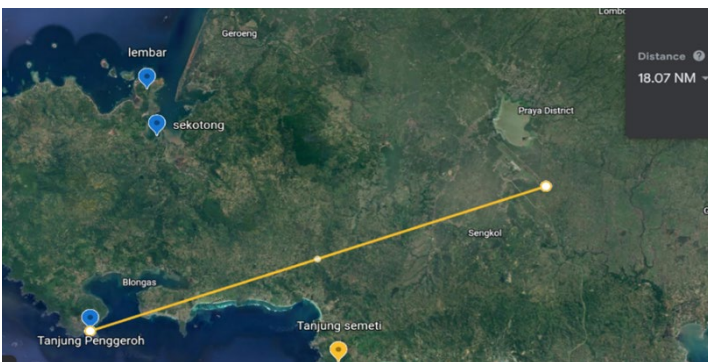 Lombo
Geroeng
lembar
Distance
18.07 NM
Praya District
sekotong
Sengkol
Blongas
Tanjung semeti
Tanjung Penggeroh